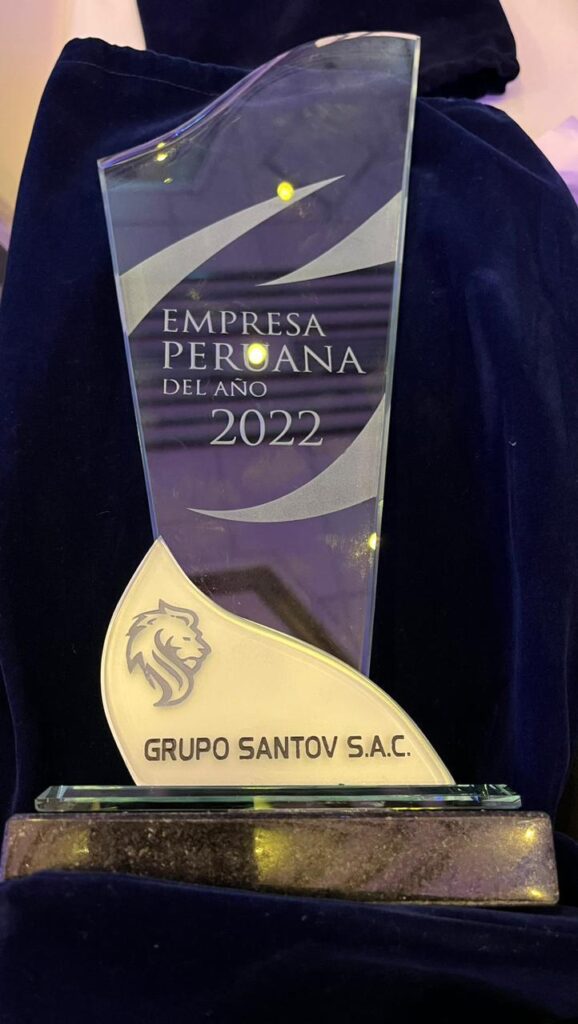 EMPRESA
PERUANA
DEL AÑO
2022
GRUPO SANTOV S.A.C.